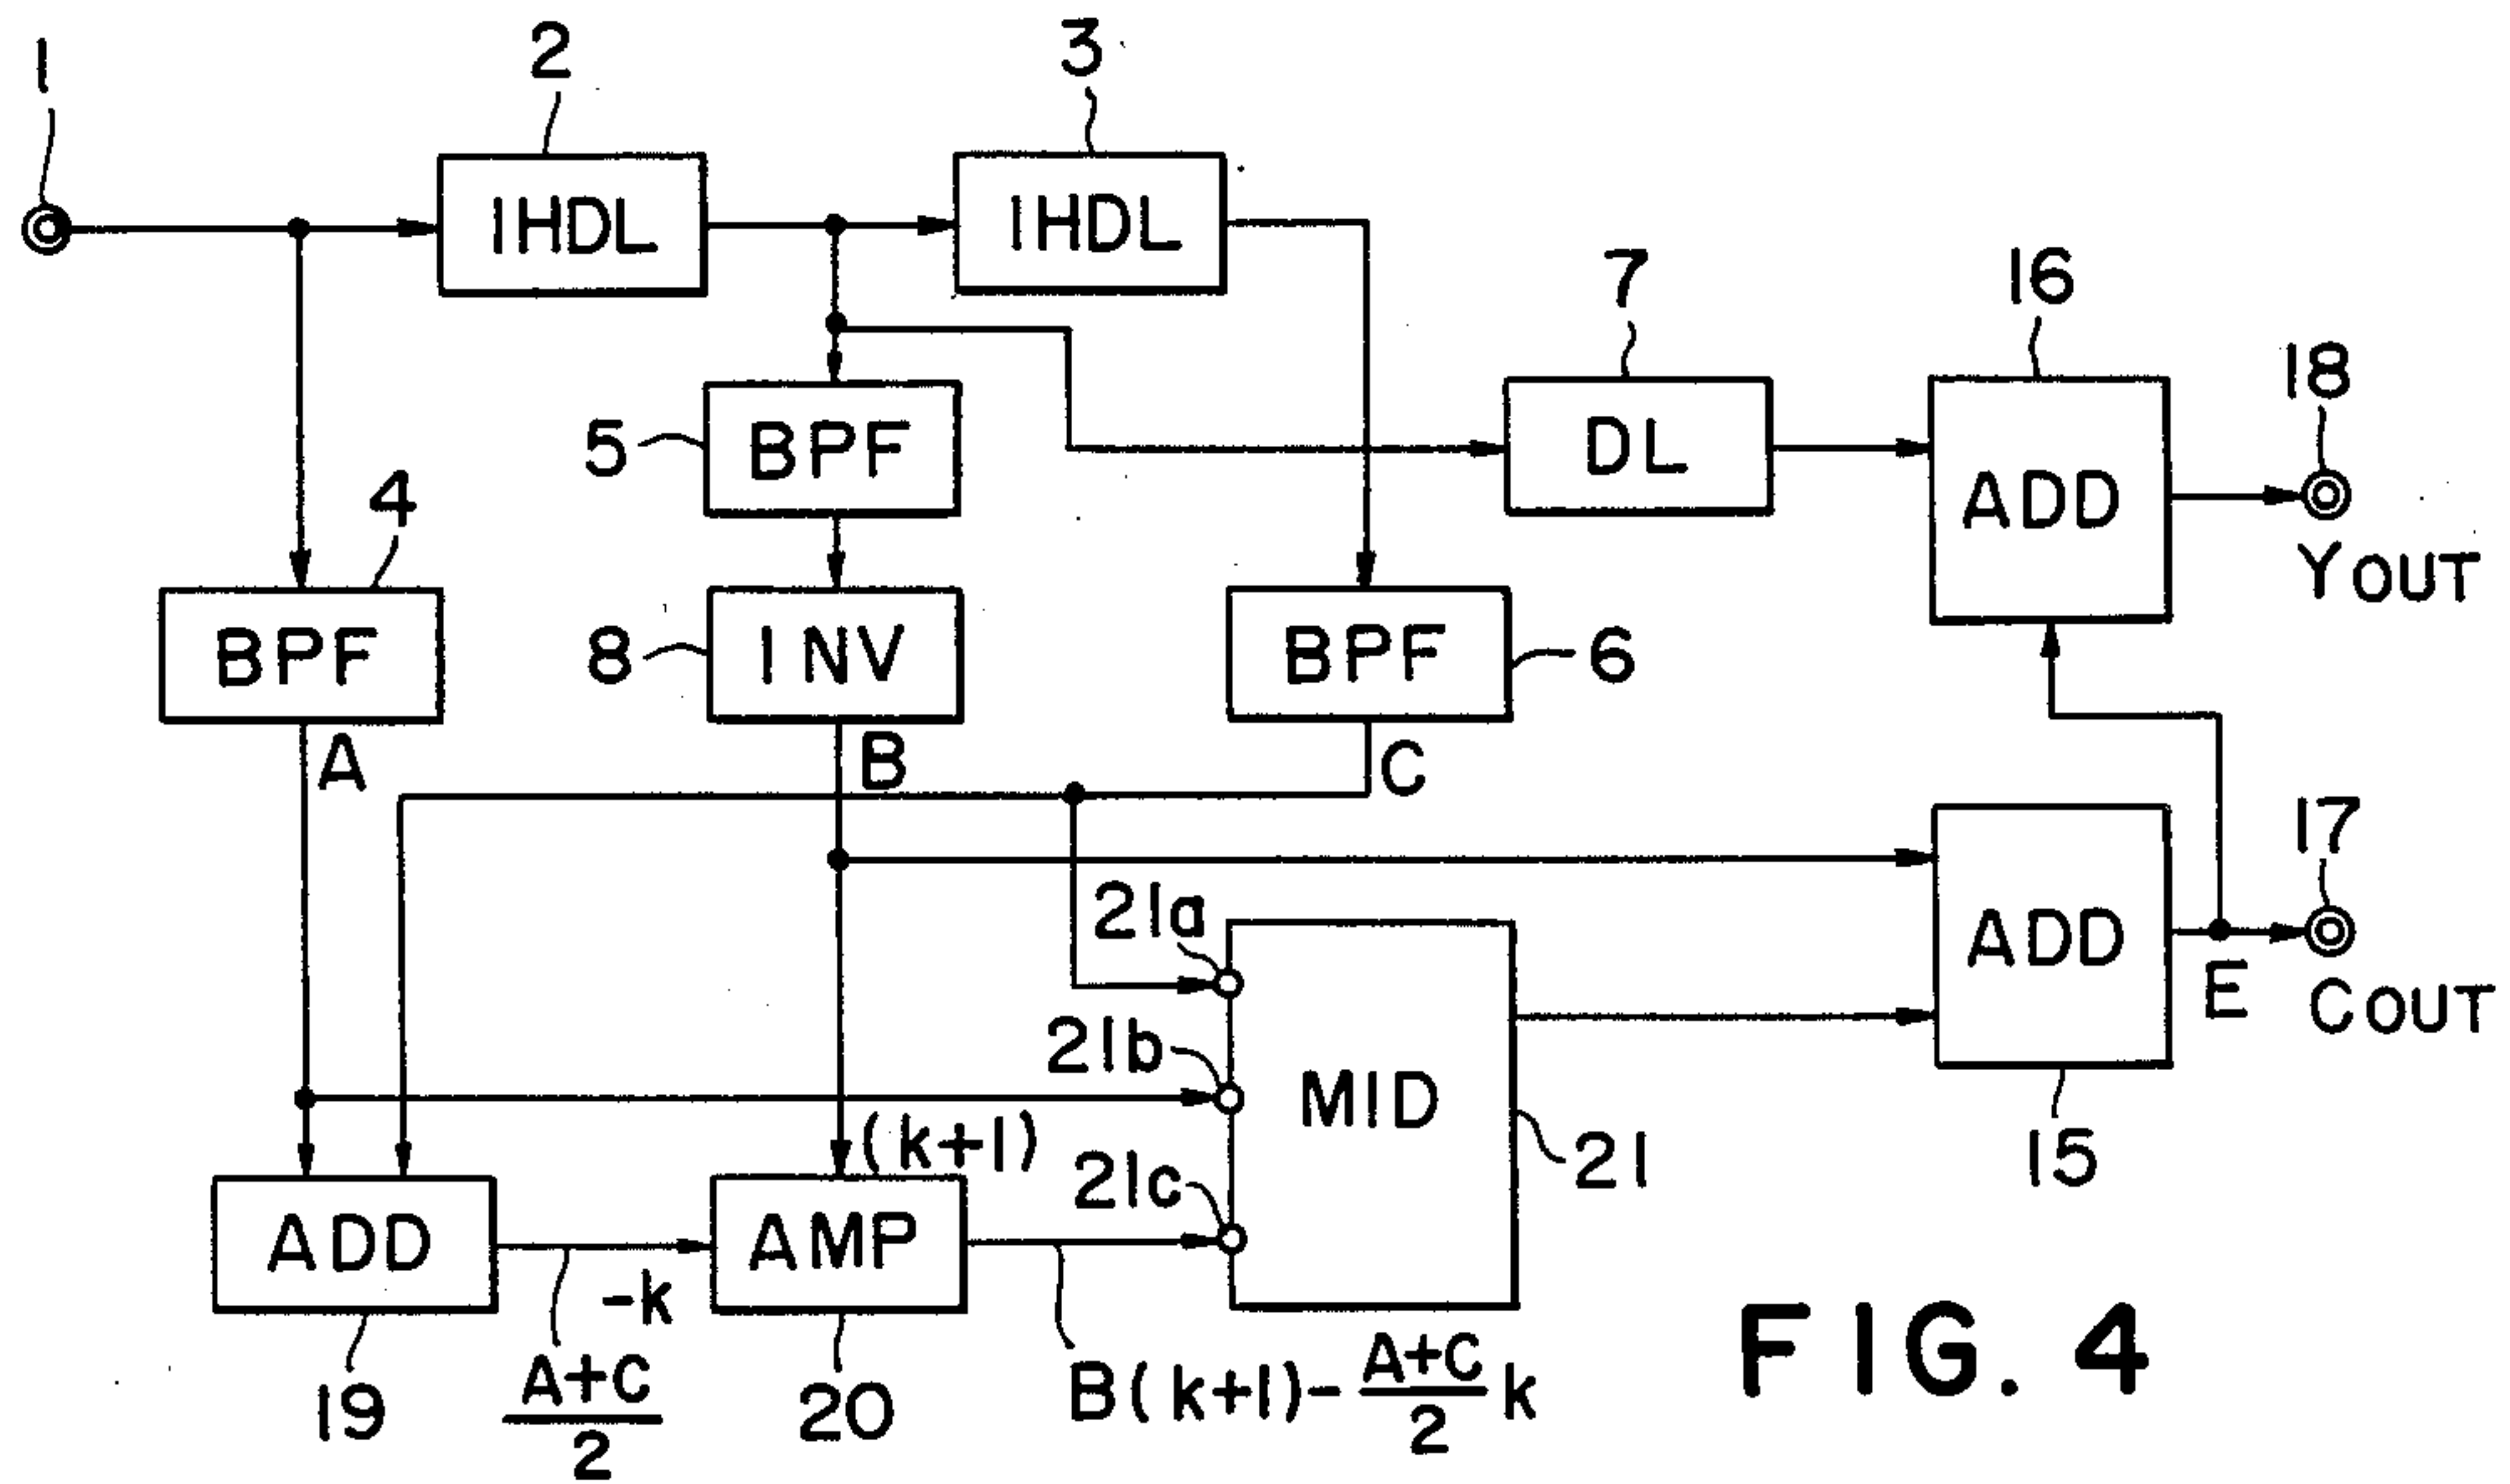 1
2
3
1HDL
1HDL
7
16
18
5
BPF
DL
ADD
4
YOUT
BPF
8
INV
BPF
6
A
B
C
17
21a
ADD
E
COUT
21b
MID
(k+1)
21
15
21c
ADD
AMP
-k
19
A+C
2
20
B(k+1)-A+C k
2
FIG. 4